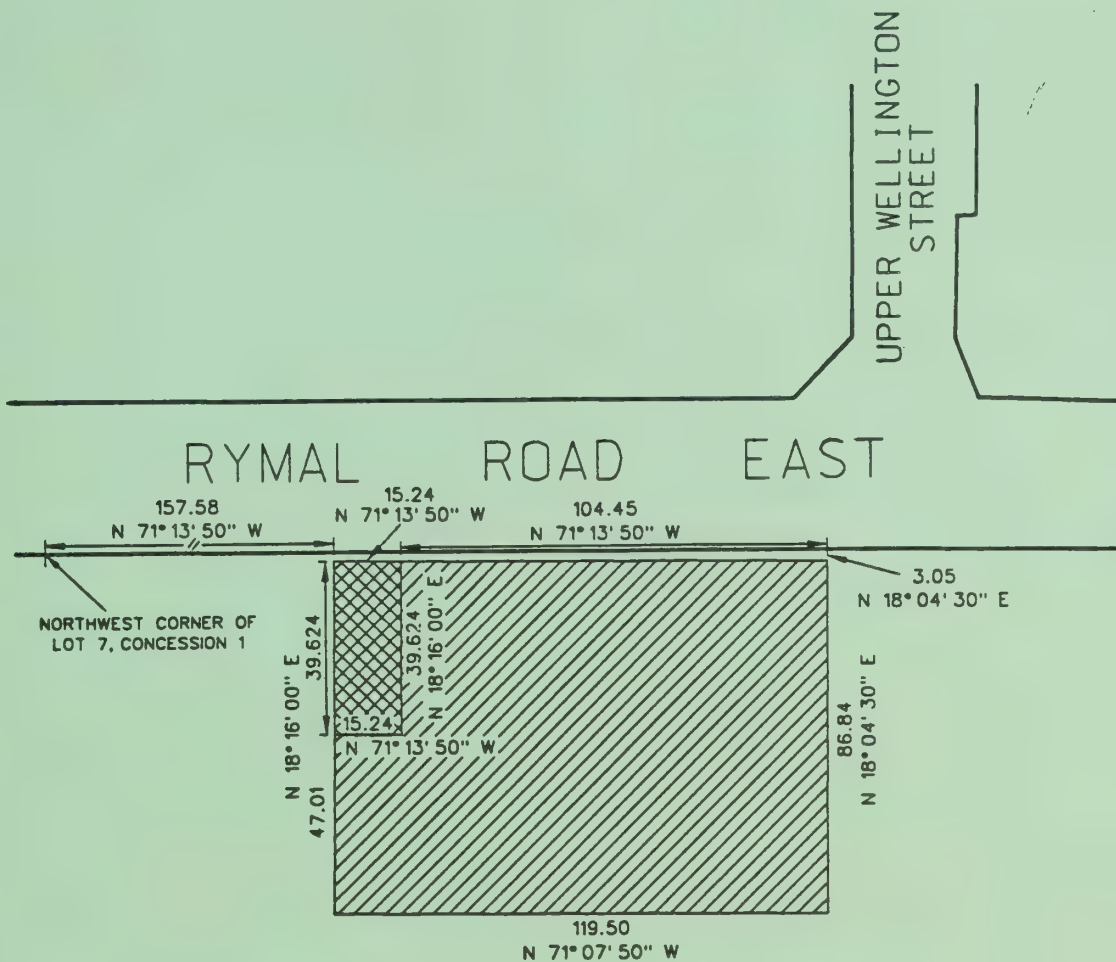 UPPER WELLINGTON
STREET
RYMAL ROAD EAST
157.58
N 71° 13' 50" W
15.24
N 71° 13' 50" W
104.45
N 71° 13' 50" W
3.05
N 18° 04' 30" E
NORTHWEST CORNER OF
LOT 7, CONCESSION 1
39.624
N 18° 16' 00" E
47.01
39.624
N 18° 16' 00" E
15.24
N 71° 13' 50" W
86.84
N 18° 04' 30" E
119.50
N 71° 07' 50" W